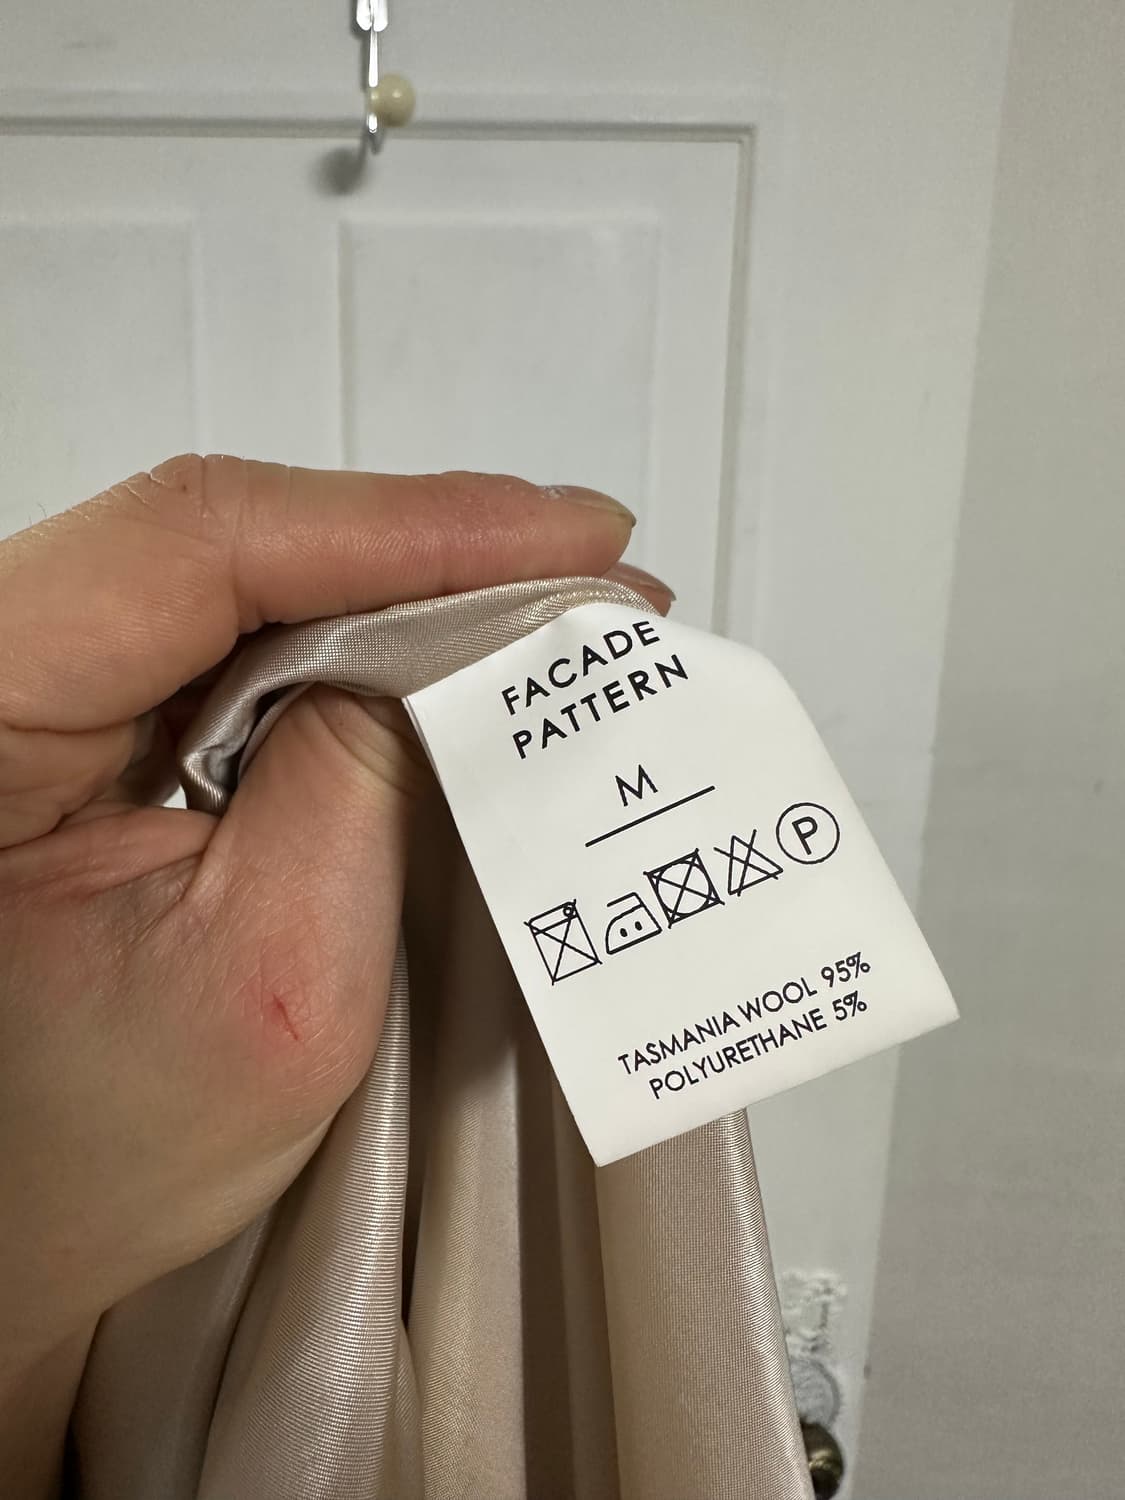 FACADE
PATTERN
M
P
TASMANIA WOOL 95%
POLYURETHANE 5%